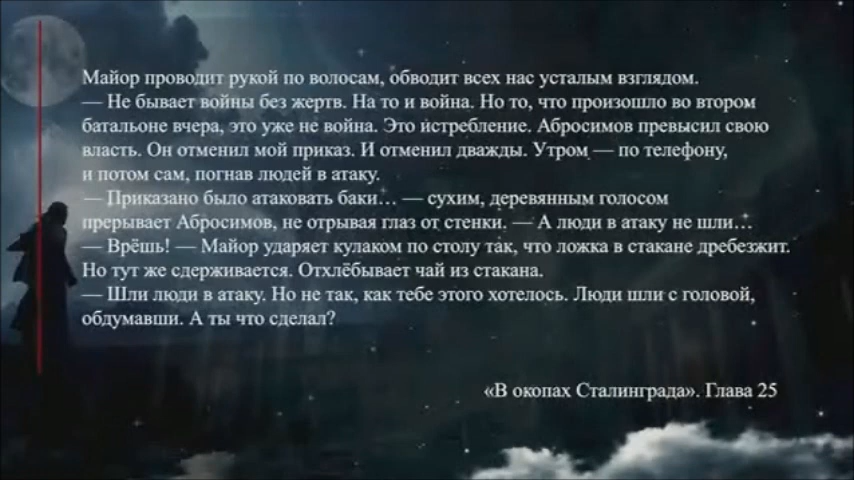 Майор проводит рукой по волосам, обводит всех нас усталым взглядом.
— Не бывает войны без жертв. На то и война. Но то, что произошло во втором
батальоне вчера, это уже не война. Это истребление. Абросимов превысил свою
власть. Он отменил мой приказ. И отменил дважды. Утром — по телефону,
и потом сам, погнав людей в атаку.
— Приказано было атаковать баки… — сухим, деревянным голосом
прерывает Абросимов, не отрывая глаз от стенки. — А люди в атаку не шли…
— Врёшь! — Майор ударяет кулаком по столу так, что ложка в стакане дребезжит.
Но тут же сдерживается. Отхлёбывает чай из стакана.
— Шли люди в атаку. Но не так, как тебе этого хотелось. Люди шли с головой,
обдумавши. А ты что сделал?
«В окопах Сталинграда». Глава 25